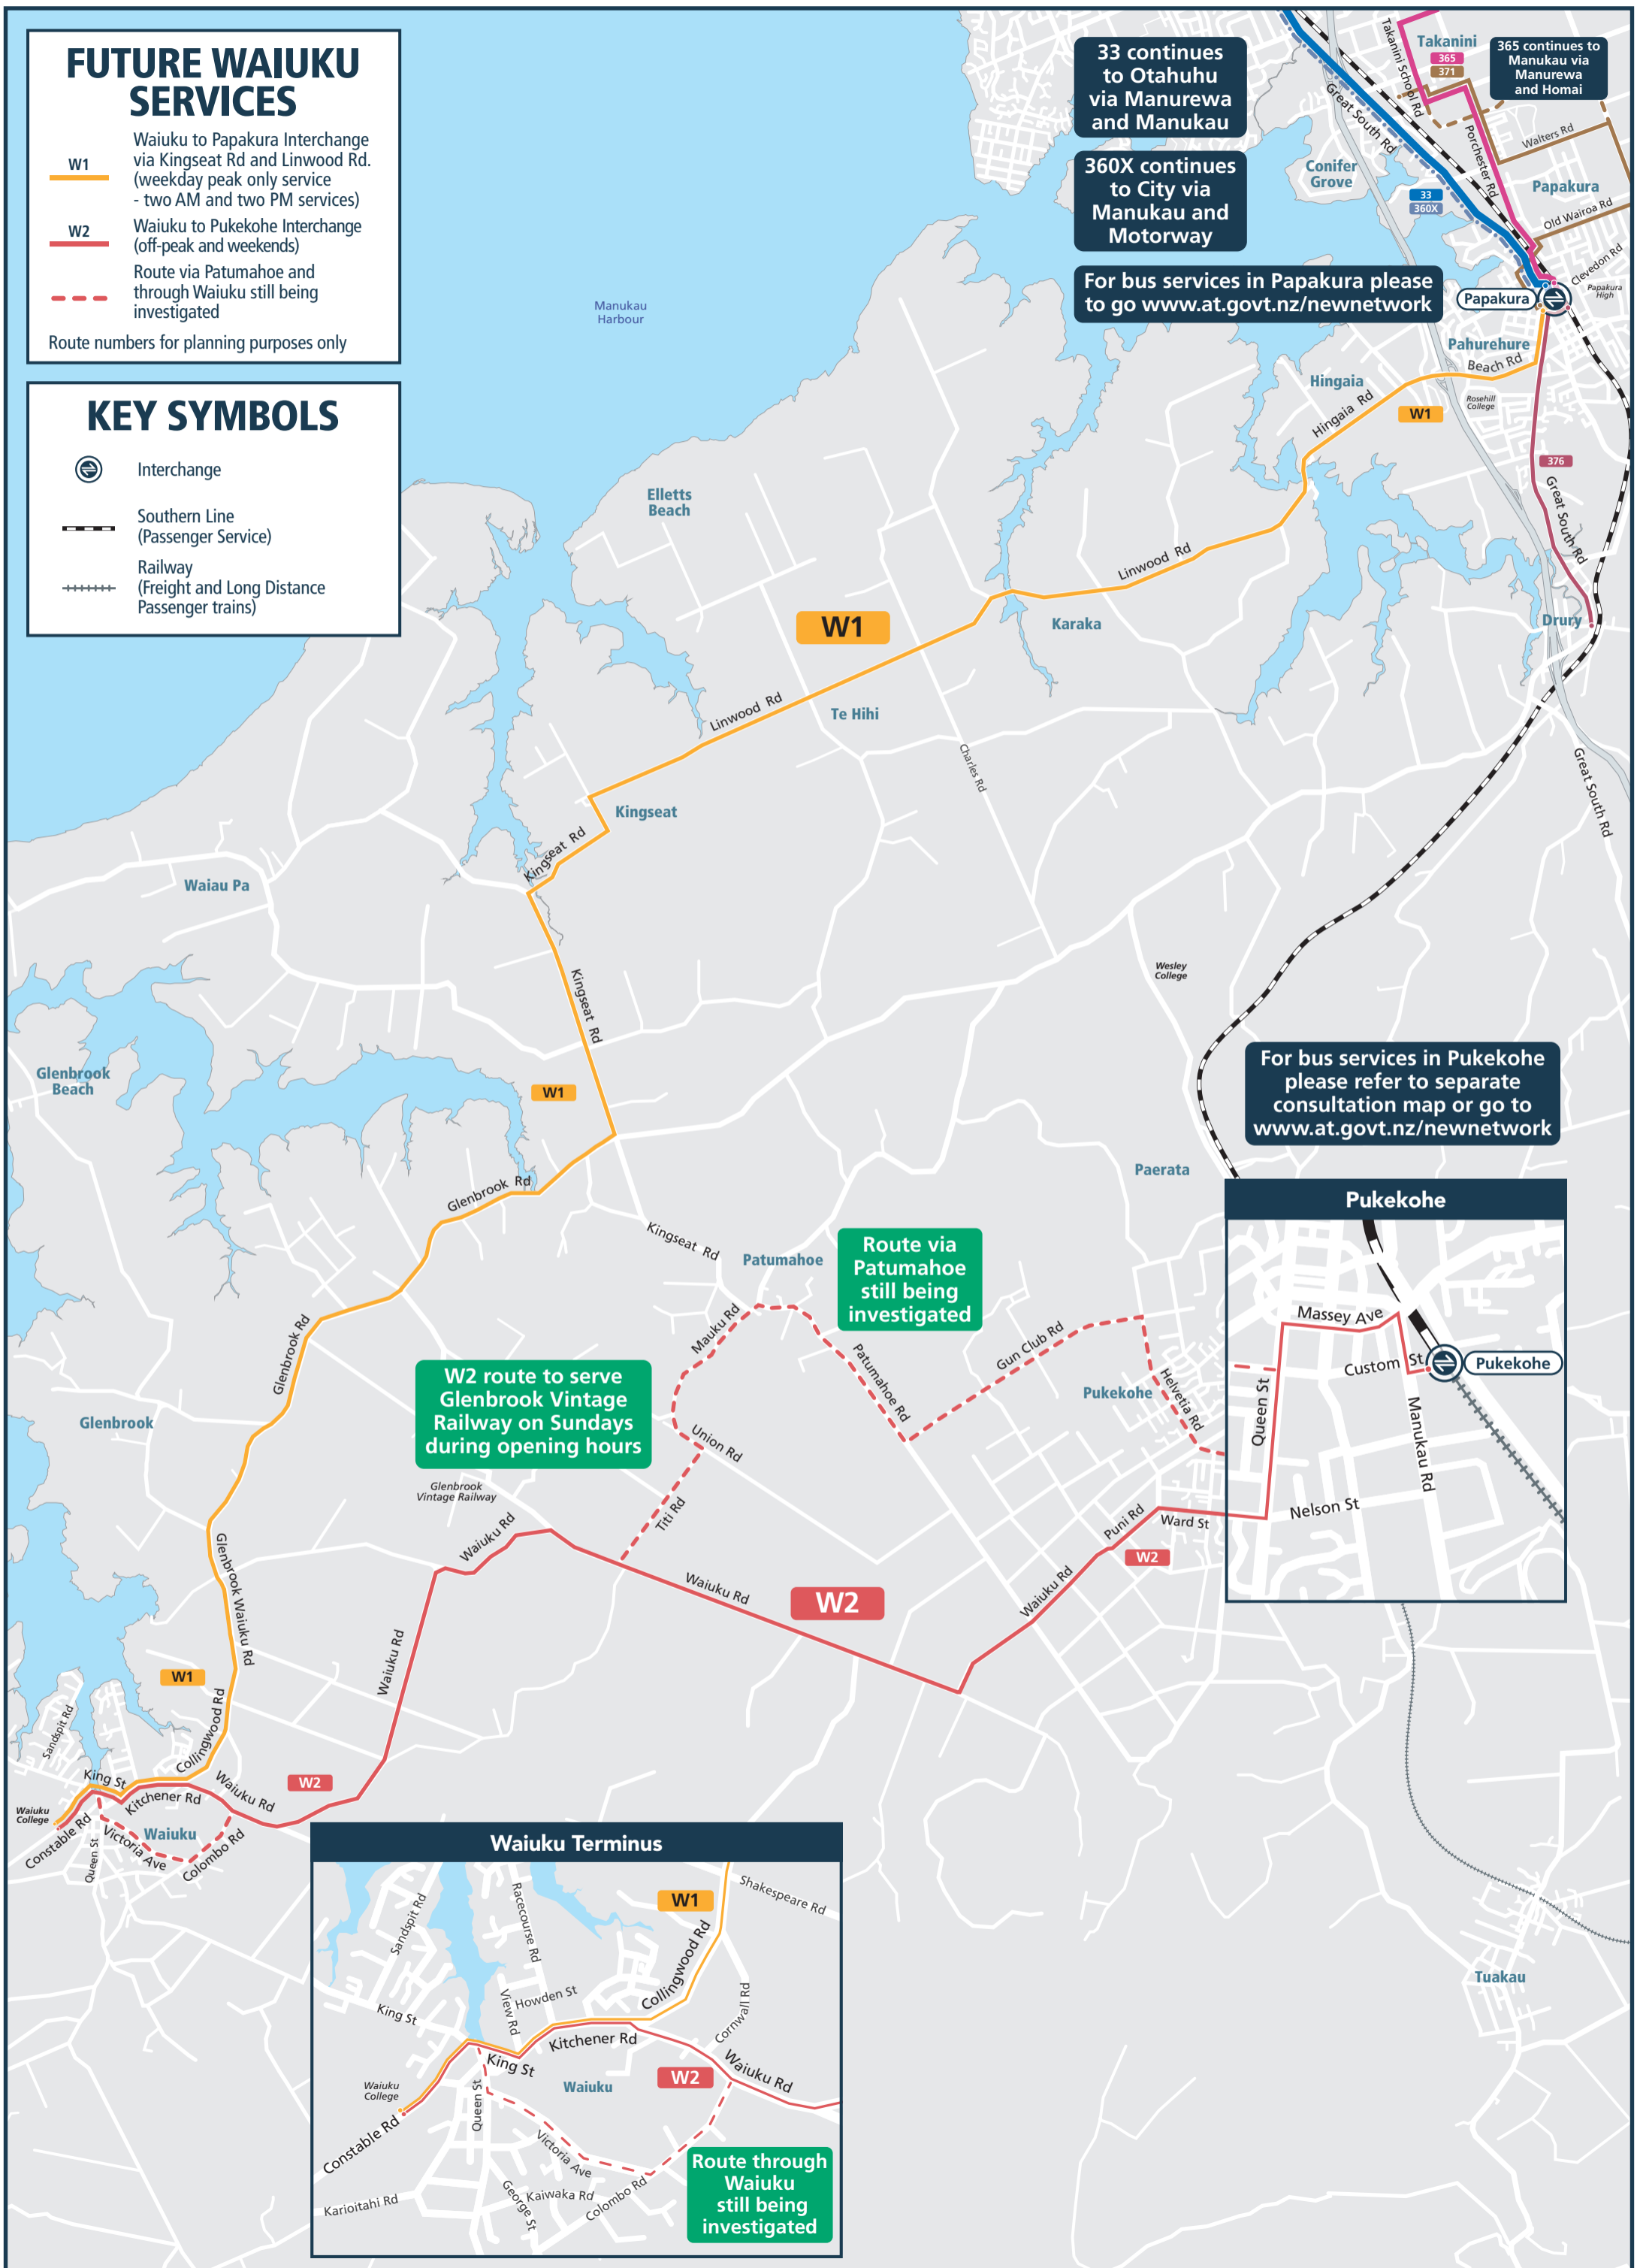 FUTURE WAIUKU
SERVICES
W1
Waiuku to Papakura Interchange
via Kingseat Rd and Linwood Rd.
(weekday peak only service
- two AM and two PM services)
W2
Waiuku to Pukekohe Interchange
(off-peak and weekends)
Route via Patumahoe and
through Waiuku still being
investigated
Route numbers for planning purposes only
KEY SYMBOLS
Interchange
Southern Line
(Passenger Service)
Railway
(Freight and Long Distance
Passenger trains)
33 continues
to Otahuhu
via Manurewa
and Manukau
360X continues
to City via
Manukau and
Motorway
For bus services in Papakura please
to go www.at.govt.nz/newnetwork
365 continues to
Manukau via
Manurewa
and Homai
Takanini
365
371
Takanini School Rd
Great South Rd
Porchester Rd
Walters Rd
Conifer
Grove
Papakura
33
360X
Old Wairoa Rd
Clevedon Rd
Papakura
High
Papakura
Pahurehure
Beach Rd
Hingaia
Hingaia Rd
W1
Rosehill
College
376
Great South Rd
Drury
Great South Rd
Manukau
Harbour
Elletts
Beach
W1
Linwood Rd
Karaka
Linwood Rd
Te Hihi
Charles Rd
Kingseat
Kingseat Rd
Waiau Pa
Kingseat Rd
Wesley
College
Glenbrook
Beach
W1
For bus services in Pukekohe
please refer to separate
consultation map or go to
www.at.govt.nz/newnetwork
Paerata
Glenbrook Rd
Kingseat Rd
Patumahoe
Route via
Patumahoe
still being
investigated
Mauku Rd
Patumahoe Rd
Gun Club Rd
Pukekohe
Helvetia Rd
Glenbrook Rd
Glenbrook
W2 route to serve
Glenbrook Vintage
Railway on Sundays
during opening hours
Glenbrook
Vintage Railway
Union Rd
Titi Rd
Waiuku Rd
Waiuku Rd
W2
Waiuku Rd
Puni Rd
Ward St
W2
Pukekohe
Massey Ave
Custom St
Pukekohe
Queen St
Manukau Rd
Nelson St
Glenbrook Waiuku Rd
Waiuku Rd
W1
Sandspit Rd
Collingwood Rd
King St
Kitchener Rd
Waiuku Rd
W2
Waiuku
College
Constable Rd
Queen St
Victoria Ave
Waiuku
Colombo Rd
Waiuku Terminus
Sandspit Rd
Racecourse Rd
W1
Shakespeare Rd
Collingwood Rd
Howden St
View Rd
King St
Cornwall Rd
Kitchener Rd
King St
Waiuku
W2
Waiuku Rd
Waiuku
College
Queen St
Constable Rd
Victoria Ave
Karioitahi Rd
George St
Kaiwaka Rd
Colombo Rd
Route through
Waiuku
still being
investigated
Tuakau